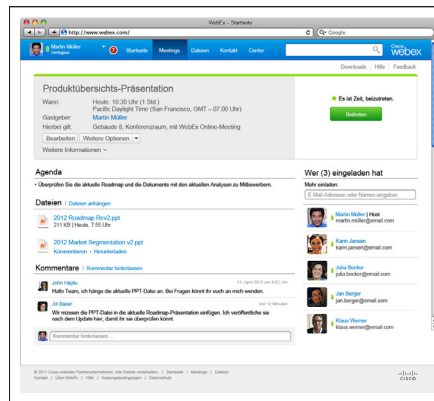 WebEx – Startseite
http://www.webex.com/
Google
Martin Müller
Verfügbar
Startseite Meetings Dateien Kontakt Center
Cisco
webex
Downloads | Hilfe | Feedback
Produktübersichts-Präsentation
Wann: Heute: 16:30 Uhr (1 Std.)
Pacific Daylight Time (San Francisco, GMT – 07:00 Uhr)
Gastgeber: Martin Müller
Hierbei gilt: Gebäude 8, Konferenzraum, mit WebEx Online-Meeting
Bearbeiten Weitere Optionen
Weitere Informationen
Es ist Zeit, beizutreten.
Beitreten
Agenda
• Überprüfen Sie die aktuelle Roadmap und die Dokumente mit den aktuellen Analysen zu Mitbewerbern.
Dateien | Dateien anhängen
2012 Roadmap Rev2.ppt
211 KB | Heute, 7:55 Uhr
2012 Market Segmentation v2.ppt
Kommentieren • Herunterladen
Kommentare | Kommentar hinterlassen
John Hajdu
Hallo Team, ich hänge die aktuelle PPT-Datei an. Bei Fragen könnt ihr euch an mich wenden.
Jill Baker
Vor 12 Minuten
Wir müssen die PPT-Datei in die aktuelle Roadmap-Präsentation einfügen. Ich veröffentliche sie
nach dem Update hier, damit ihr sie überprüfen könnt.
Kommentar hinterlassen ...
Wer (3) eingeladen hat
Mehr einladen:
E-Mail-Adressen oder Namen eingeben
Martin Müller | Host
martin.müller@email.com
Karin Jansen
karin.jansen@email.com
Julia Becker
julia.becker@email.com
Jan Berger
jan.berger@email.com
Klaus Werner
klaus.werner@email.com
© 2011 Cisco und/oder Partnerunternehmen. Alle Rechte vorbehalten. | Startseite | Meetings | Dateien
Kontakt | Über WebEx | Hilfe | Nutzungsbedingungen | Datenschutz
CISCO